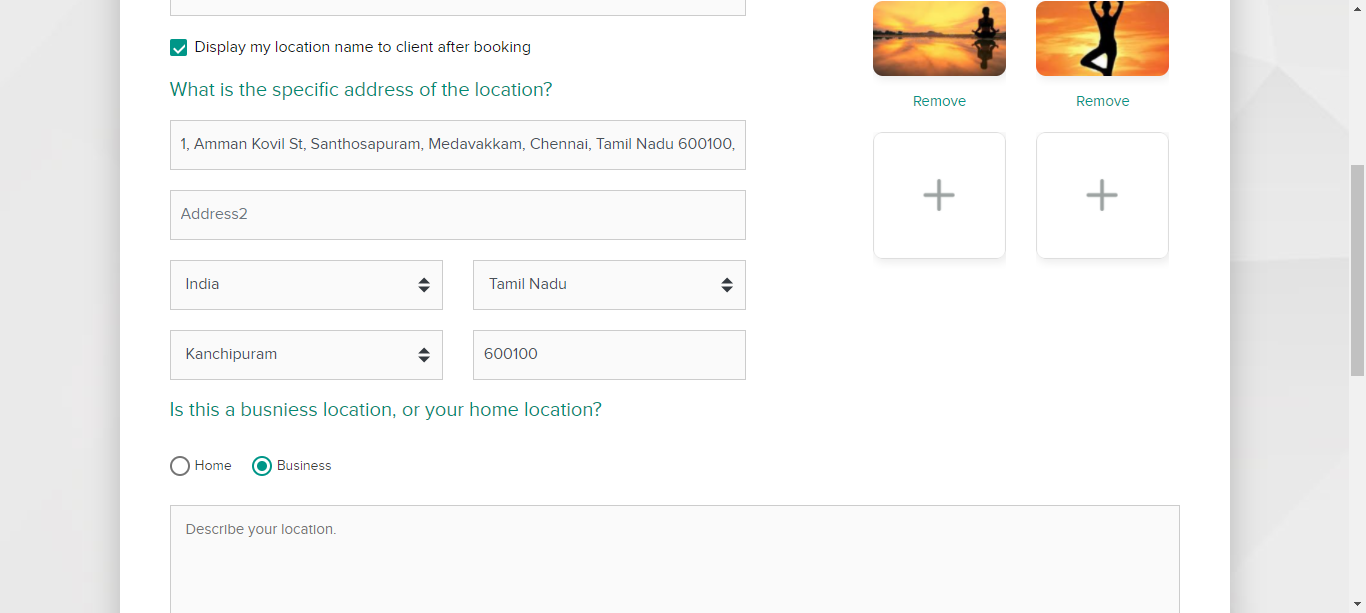 Display my location name to client after booking
What is the specific address of the location?
1, Amman Kovil St, Santhosapuram, Medavakkam, Chennai, Tamil Nadu 600100,
Address2
India
Tamil Nadu
Kanchipuram
600100
Is this a busniess location, or your home location?
Home
Business
Describe your location.
Remove
Remove